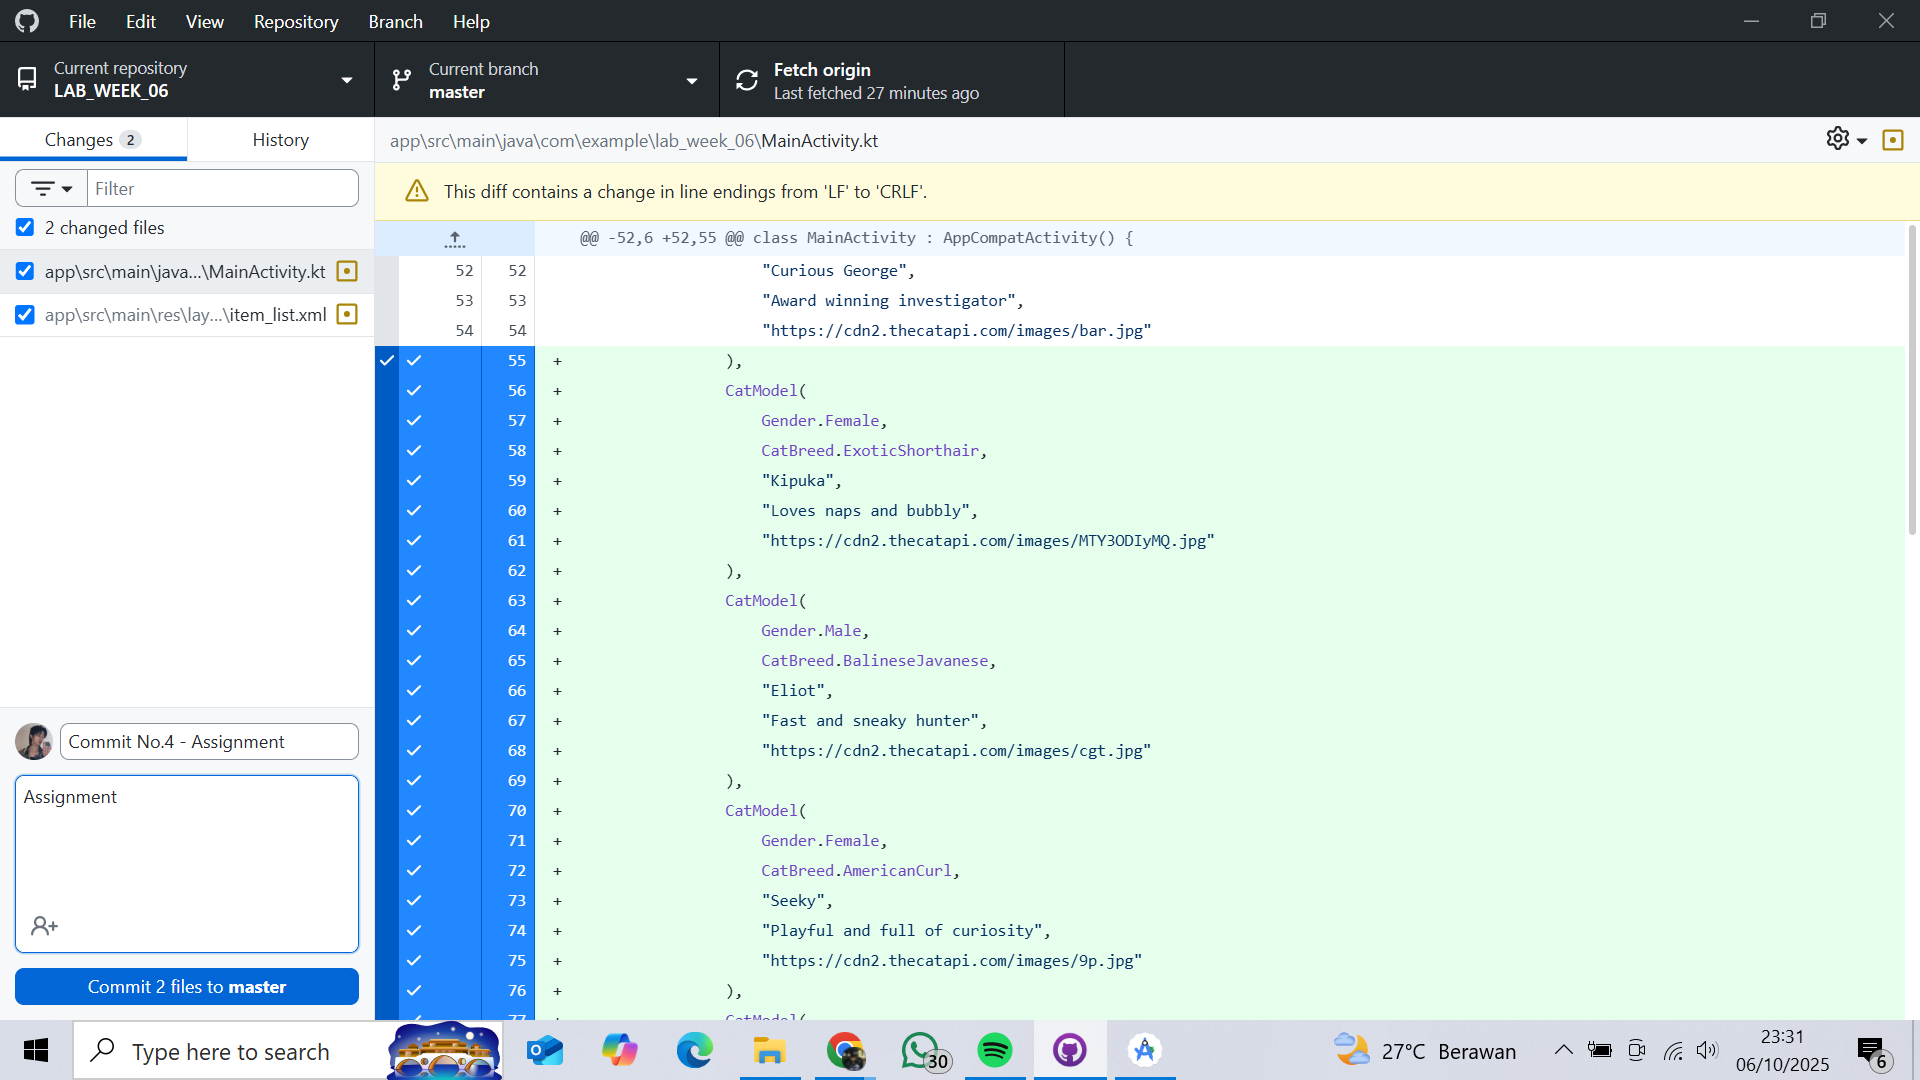 File Edit View Repository Branch Help
Current repository
LAB_WEEK_06
Current branch
master
Fetch origin
Last fetched 27 minutes ago
Changes 2
History
app\src\main\java\com\example\lab_week_06\MainActivity.kt
Filter
This diff contains a change in line endings from 'LF' to 'CRLF'.
2 changed files
app\src\main\java...\MainActivity.kt
app\src\main\res\lay...\item_list.xml
@@ -52,6 +52,55 @@ class MainActivity : AppCompatActivity() {
52 52 "Curious George",
53 53 "Award winning investigator",
54 54 "https://cdn2.thecatapi.com/images/bar.jpg"
55 + ),
56 + CatModel(
57 + Gender.Female,
58 + CatBreed.ExoticShorthair,
59 + "Kipuka",
60 + "Loves naps and bubbly",
61 + "https://cdn2.thecatapi.com/images/MTY3ODIyMQ.jpg"
62 + ),
63 + CatModel(
64 + Gender.Male,
65 + CatBreed.BalineseJavanese,
66 + "Eliot",
67 + "Fast and sneaky hunter",
68 + "https://cdn2.thecatapi.com/images/cgt.jpg"
69 + ),
70 + CatModel(
71 + Gender.Female,
72 + CatBreed.AmericanCurl,
73 + "Seeky",
74 + "Playful and full of curiosity",
75 + "https://cdn2.thecatapi.com/images/9p.jpg"
76 + ),
77 + CatModel(
Commit No.4 - Assignment
Assignment
Commit 2 files to master
Type here to search
30
27°C Berawan
23:31
06/10/2025
6